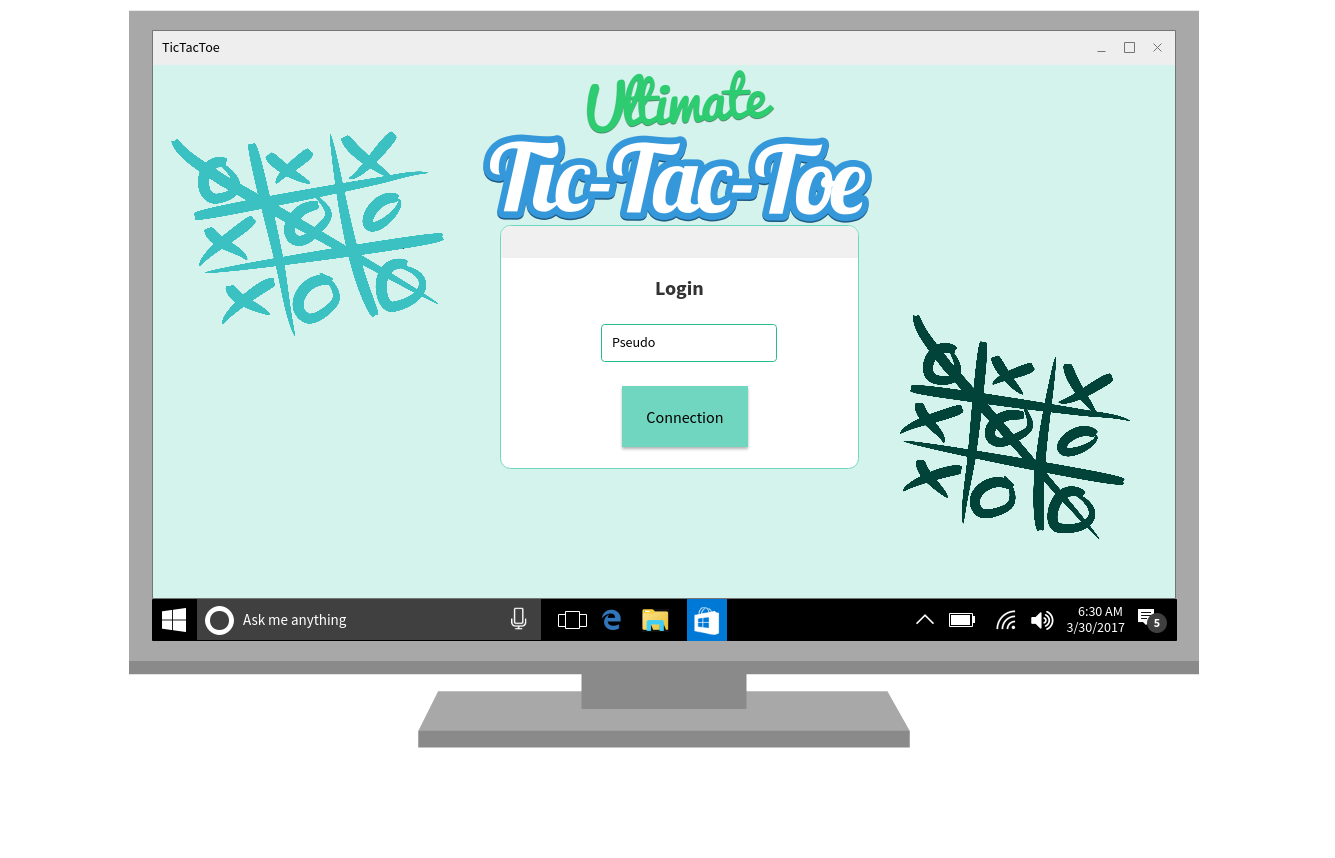 TicTacToe
Ultimate
Tic-Tac-Toe
Login
Pseudo
Connection
Ask me anything
6:30 AM
3/30/2017
5